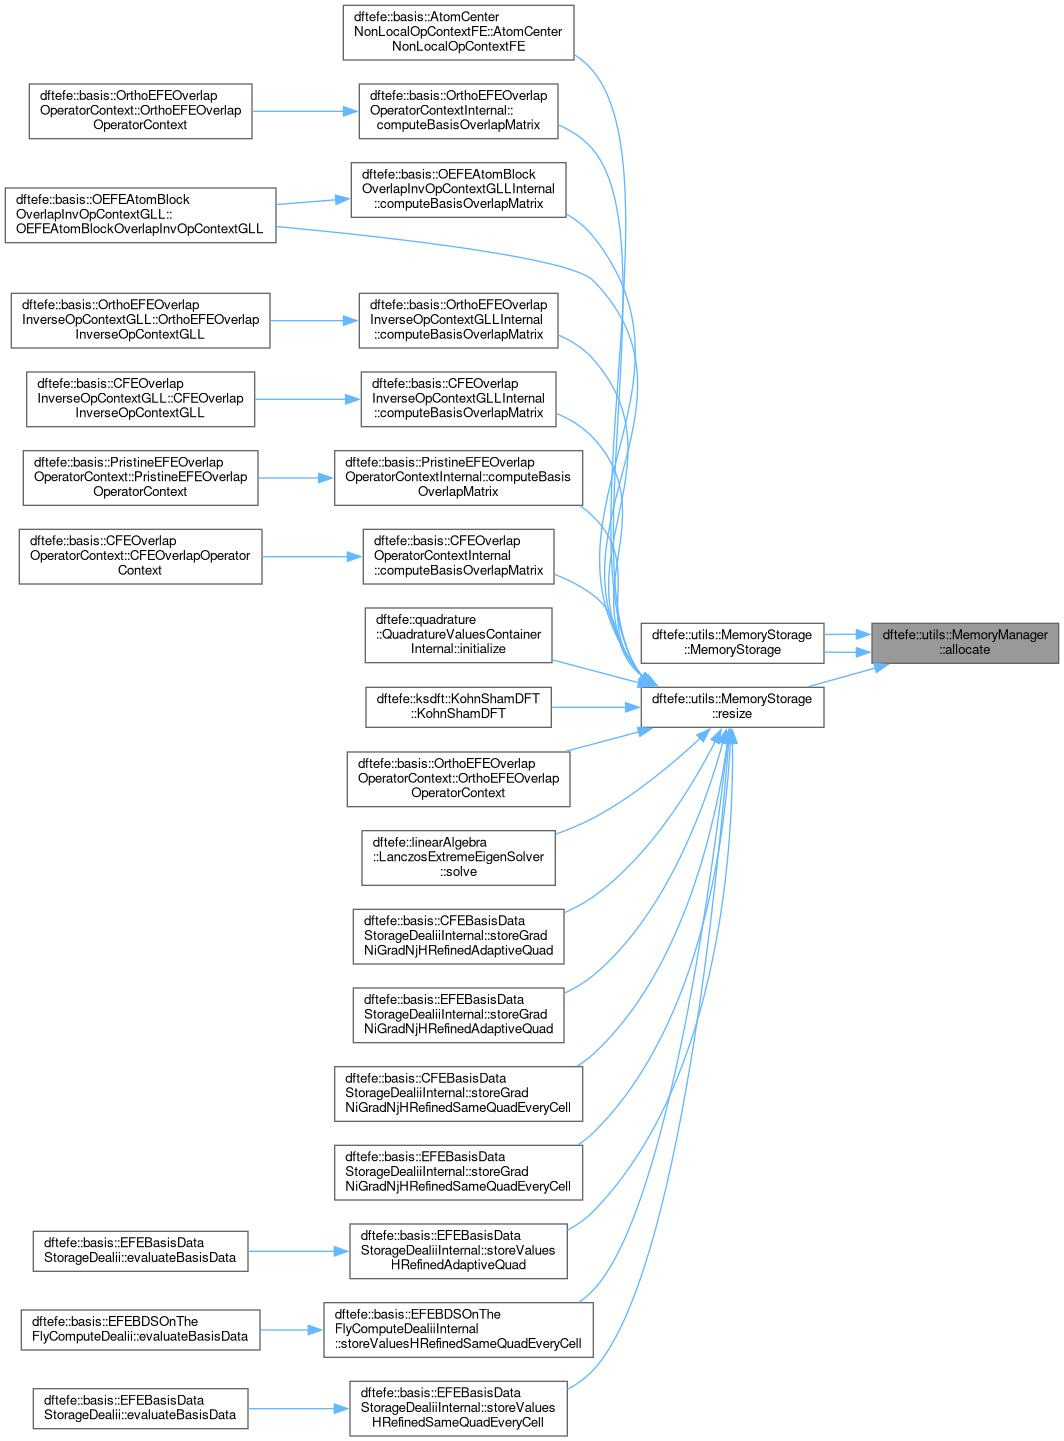 dftefe::basis::AtomCenter
NonLocalOpContextFE::AtomCenter
NonLocalOpContextFE
dftefe::basis::OrthoEFEOverlap
OperatorContext::OrthoEFEOverlap
OperatorContext
dftefe::basis::OrthoEFEOverlap
OperatorContextInternal::
computeBasisOverlapMatrix
dftefe::basis::OEFEAtomBlock
OverlapInvOpContextGLL::
OEFEAtomBlockOverlapInvOpContextGLL
dftefe::basis::OEFEAtomBlock
OverlapInvOpContextGLLInternal
::computeBasisOverlapMatrix
dftefe::basis::OrthoEFEOverlap
InverseOpContextGLL::OrthoEFEOverlap
InverseOpContextGLL
dftefe::basis::OrthoEFEOverlap
InverseOpContextGLLInternal
::computeBasisOverlapMatrix
dftefe::basis::CFEOverlap
InverseOpContextGLL::CFEOverlap
InverseOpContextGLL
dftefe::basis::CFEOverlap
InverseOpContextGLLInternal
::computeBasisOverlapMatrix
dftefe::basis::PristineEFEOverlap
OperatorContext::PristineEFEOverlap
OperatorContext
dftefe::basis::PristineEFEOverlap
OperatorContextInternal::computeBasis
OverlapMatrix
dftefe::basis::CFEOverlap
OperatorContext::CFEOverlapOperator
Context
dftefe::basis::CFEOverlap
OperatorContextInternal
::computeBasisOverlapMatrix
dftefe::quadrature
::QuadratureValuesContainer
Internal::initialize
dftefe::utils::MemoryStorage
::MemoryStorage
dftefe::utils::MemoryManager
::allocate
dftefe::ksdft::KohnShamDFT
::KohnShamDFT
dftefe::utils::MemoryStorage
::resize
dftefe::basis::OrthoEFEOverlap
OperatorContext::OrthoEFEOverlap
OperatorContext
dftefe::linearAlgebra
::LanczosExtremeEigenSolver
::solve
dftefe::basis::CFEBasisData
StorageDealiiInternal::storeGrad
NiGradNjHRefinedAdaptiveQuad
dftefe::basis::EFEBasisData
StorageDealiiInternal::storeGrad
NiGradNjHRefinedAdaptiveQuad
dftefe::basis::CFEBasisData
StorageDealiiInternal::storeGrad
NiGradNjHRefinedSameQuadEveryCell
dftefe::basis::EFEBasisData
StorageDealiiInternal::storeGrad
NiGradNjHRefinedSameQuadEveryCell
dftefe::basis::EFEBasisData
StorageDealii::evaluateBasisData
dftefe::basis::EFEBasisData
StorageDealiiInternal::storeValues
HRefinedAdaptiveQuad
dftefe::basis::EFEBDSOnThe
FlyComputeDealii::evaluateBasisData
dftefe::basis::EFEBDSOnThe
FlyComputeDealiiInternal
::storeValuesHRefinedSameQuadEveryCell
dftefe::basis::EFEBasisData
StorageDealii::evaluateBasisData
dftefe::basis::EFEBasisData
StorageDealiiInternal::storeValues
HRefinedSameQuadEveryCell